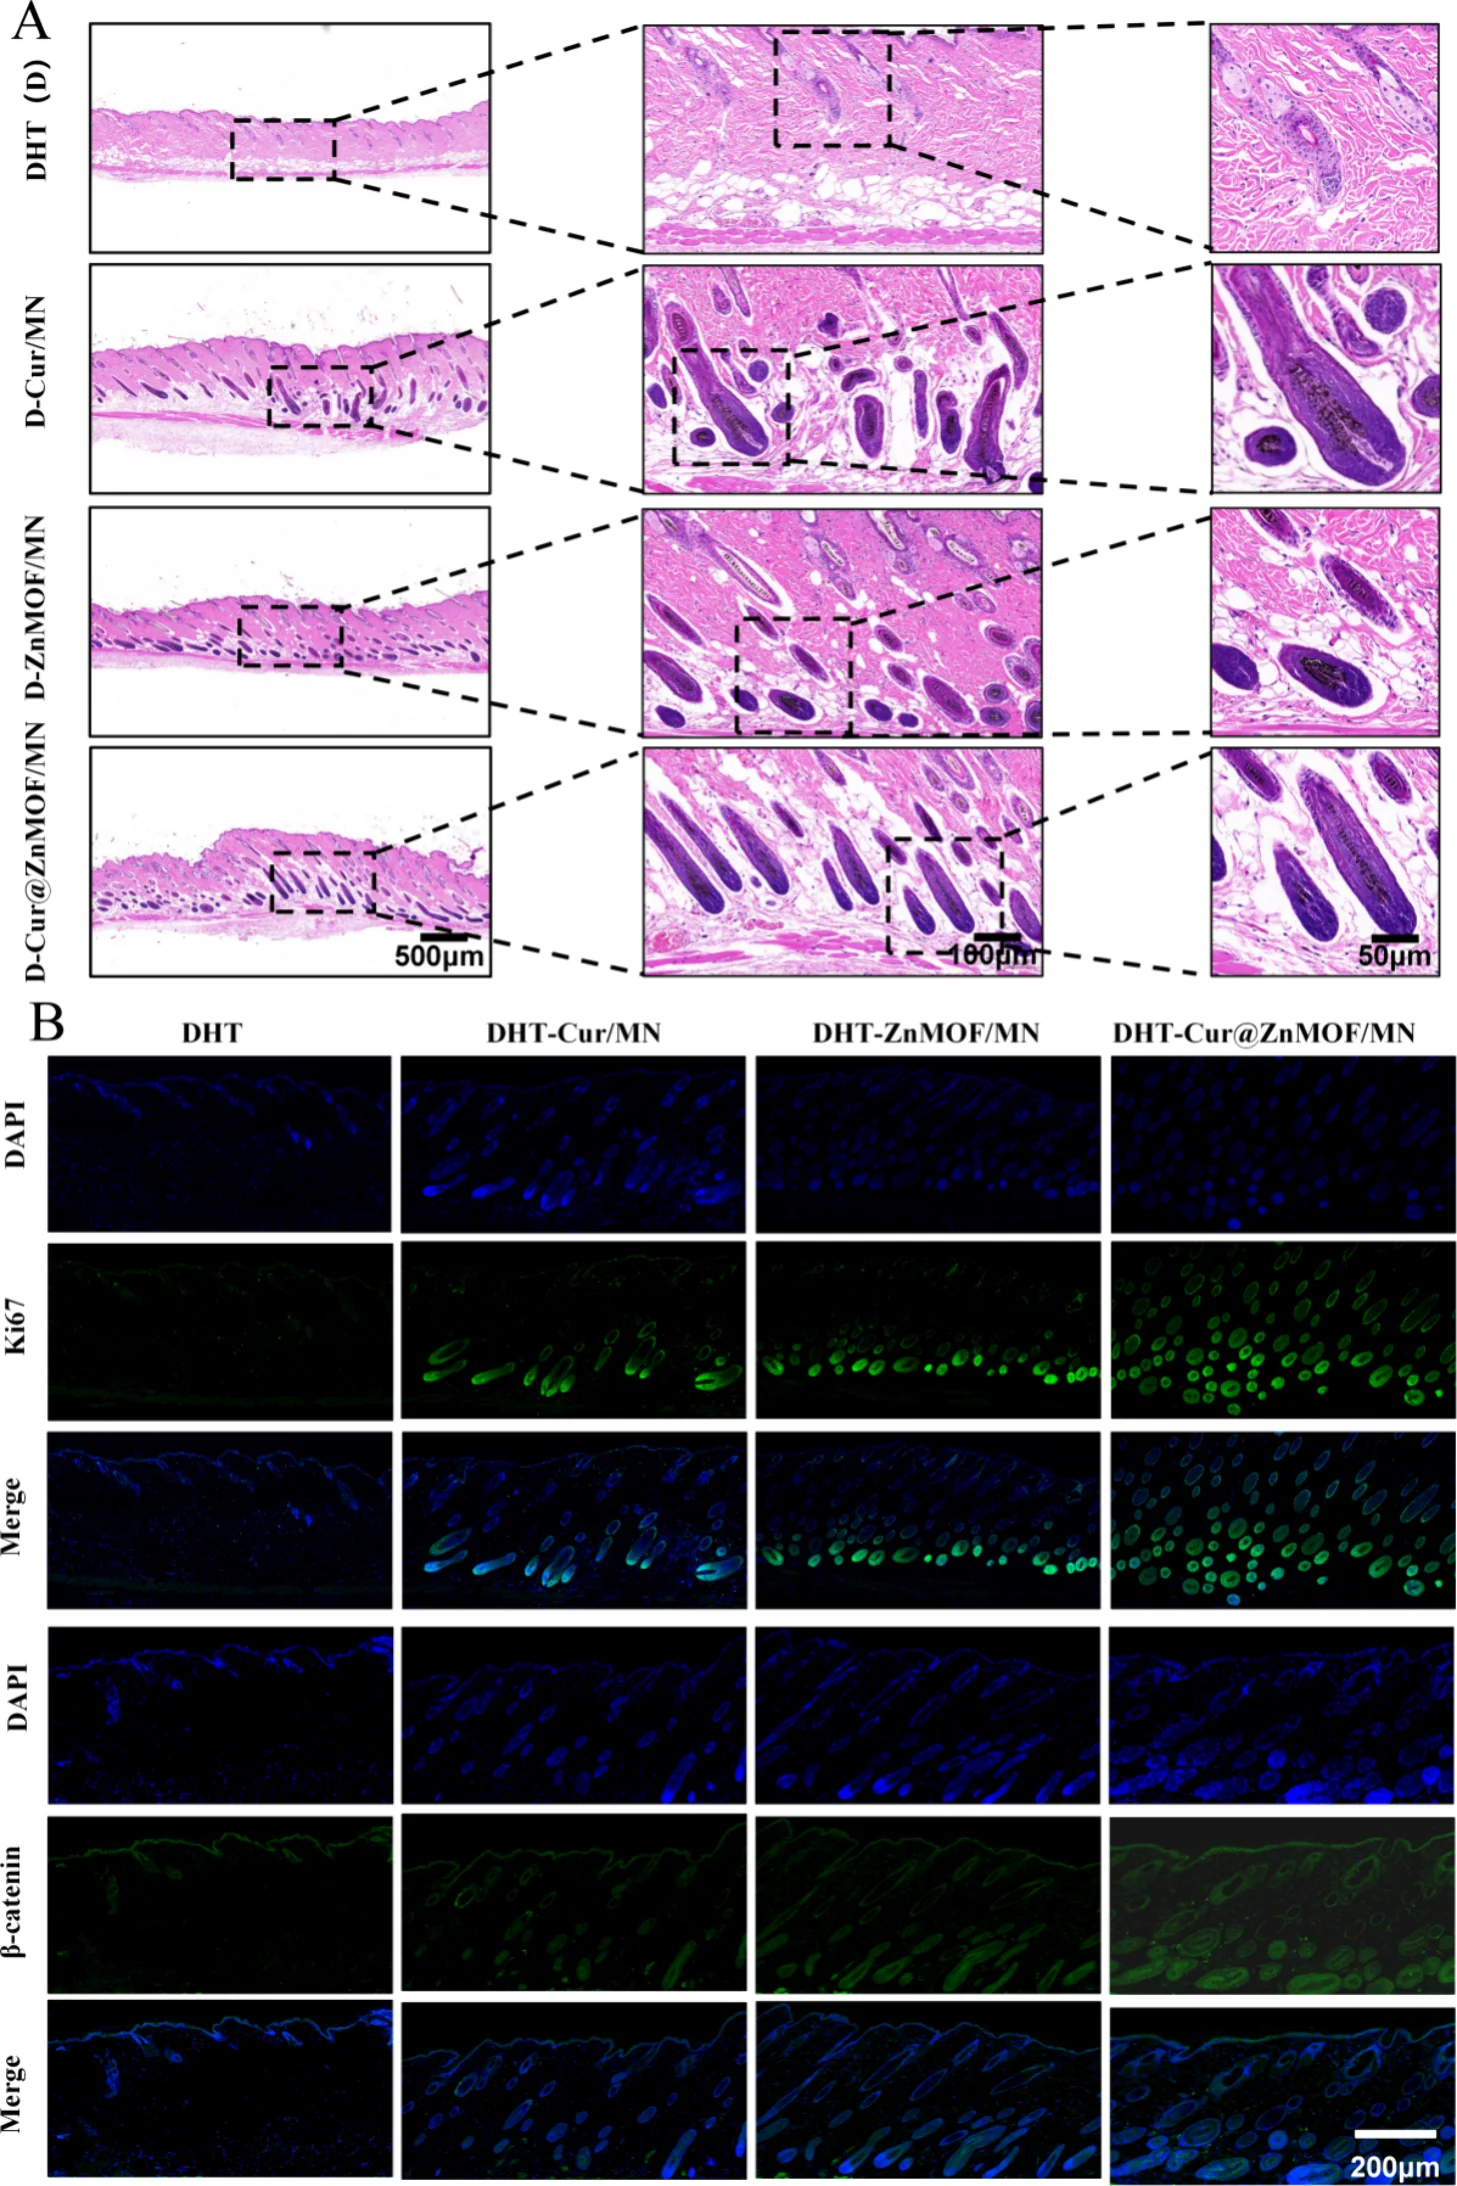 A
DHT (D)
D-Cur/MN
D-ZnMOF/MN
D-Cur@ZnMOF/MN
500μm
100μm
50μm
B
DHT
DHT-Cur/MN
DHT-ZnMOF/MN
DHT-Cur@ZnMOF/MN
DAPI
Ki67
Merge
DAPI
β-catenin
Merge
200μm